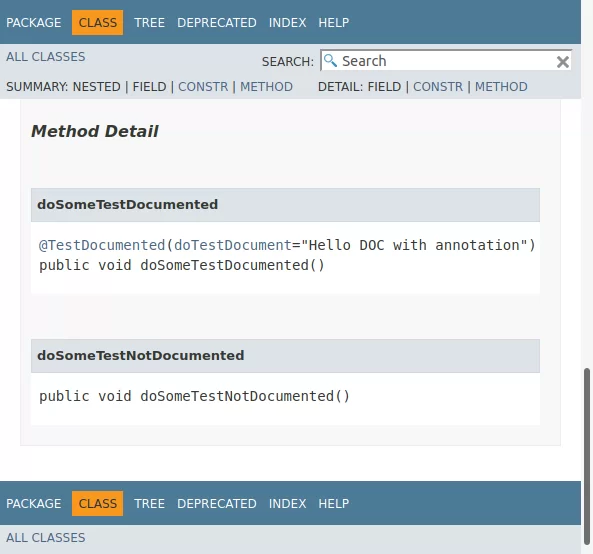 PACKAGE CLASS TREE DEPRECATED INDEX HELP
ALL CLASSES
SEARCH: Search
SUMMARY: NESTED | FIELD | CONSTR | METHOD DETAIL: FIELD | CONSTR | METHOD
Method Detail
doSomeTestDocumented
@TestDocumented(doTestDocument="Hello DOC with annotation")
public void doSomeTestDocumented()
doSomeTestNotDocumented
public void doSomeTestNotDocumented()
PACKAGE CLASS TREE DEPRECATED INDEX HELP
ALL CLASSES